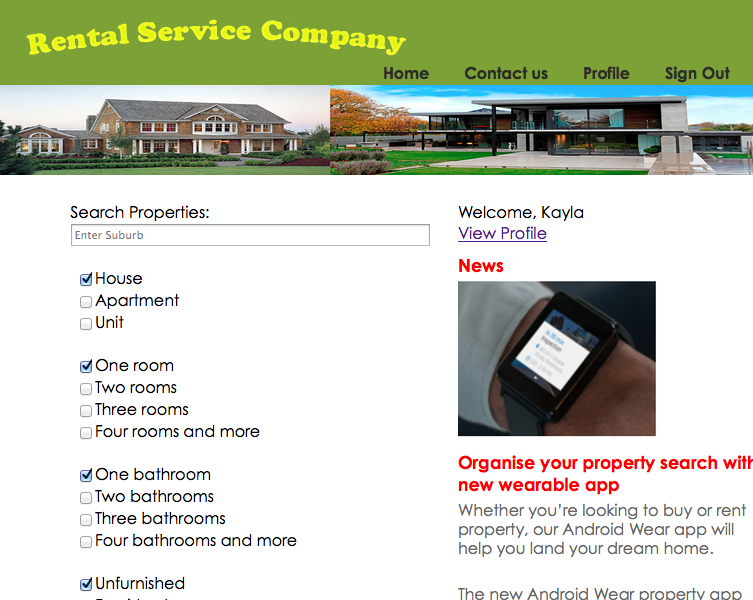 Rental Service Company
Home Contact us Profile Sign Out
Search Properties:
Enter Suburb
House
Apartment
Unit
One room
Two rooms
Three rooms
Four rooms and more
One bathroom
Two bathrooms
Three bathrooms
Four bathrooms and more
Unfurnished
Welcome, Kayla
View Profile
News
in 30 min
Inspection
Organise your property search with
new wearable app
Whether you're looking to buy or rent
property, our Android Wear app will
help you land your dream home.
The new Android Wear property app